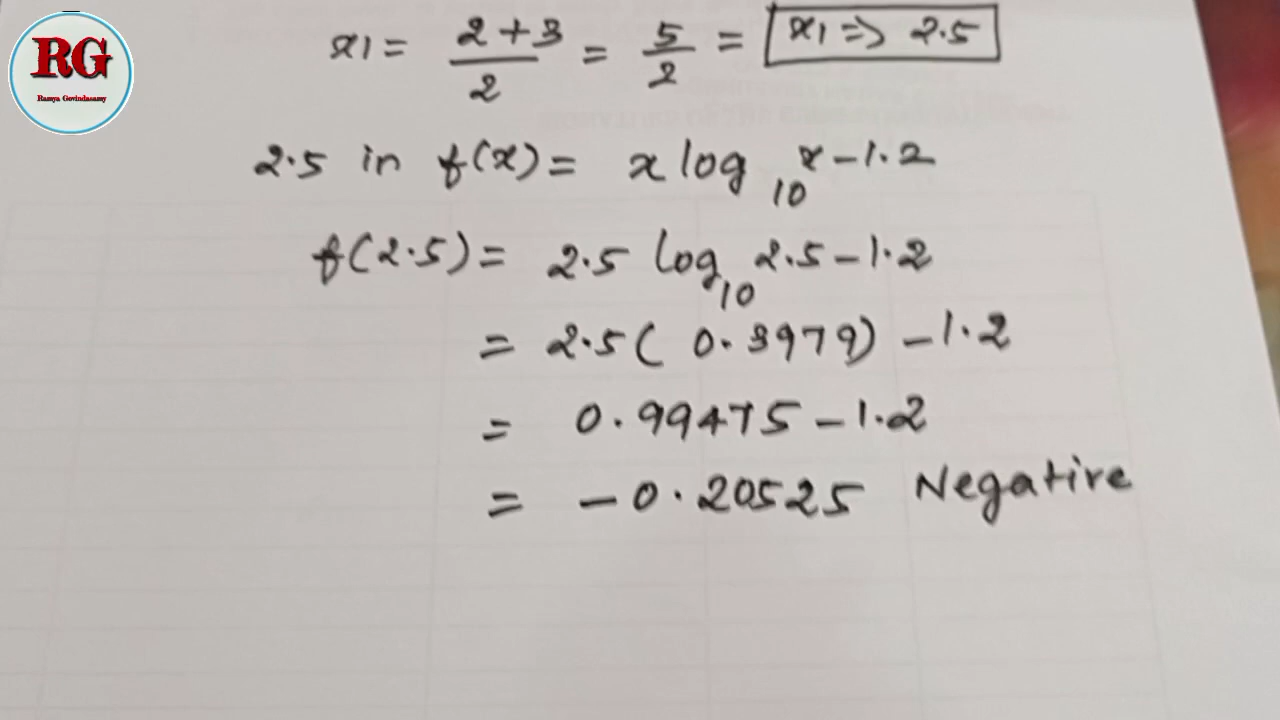 RG
Ramya Govindasamy
x1 = 2+3/2 = 5/2 = x1 => 2.5
2.5 in f(x) = x log10 x - 1.2
f(2.5) = 2.5 log10 2.5 - 1.2
= 2.5( 0.3979) - 1.2
= 0.99475 - 1.2
= -0.20525 Negative